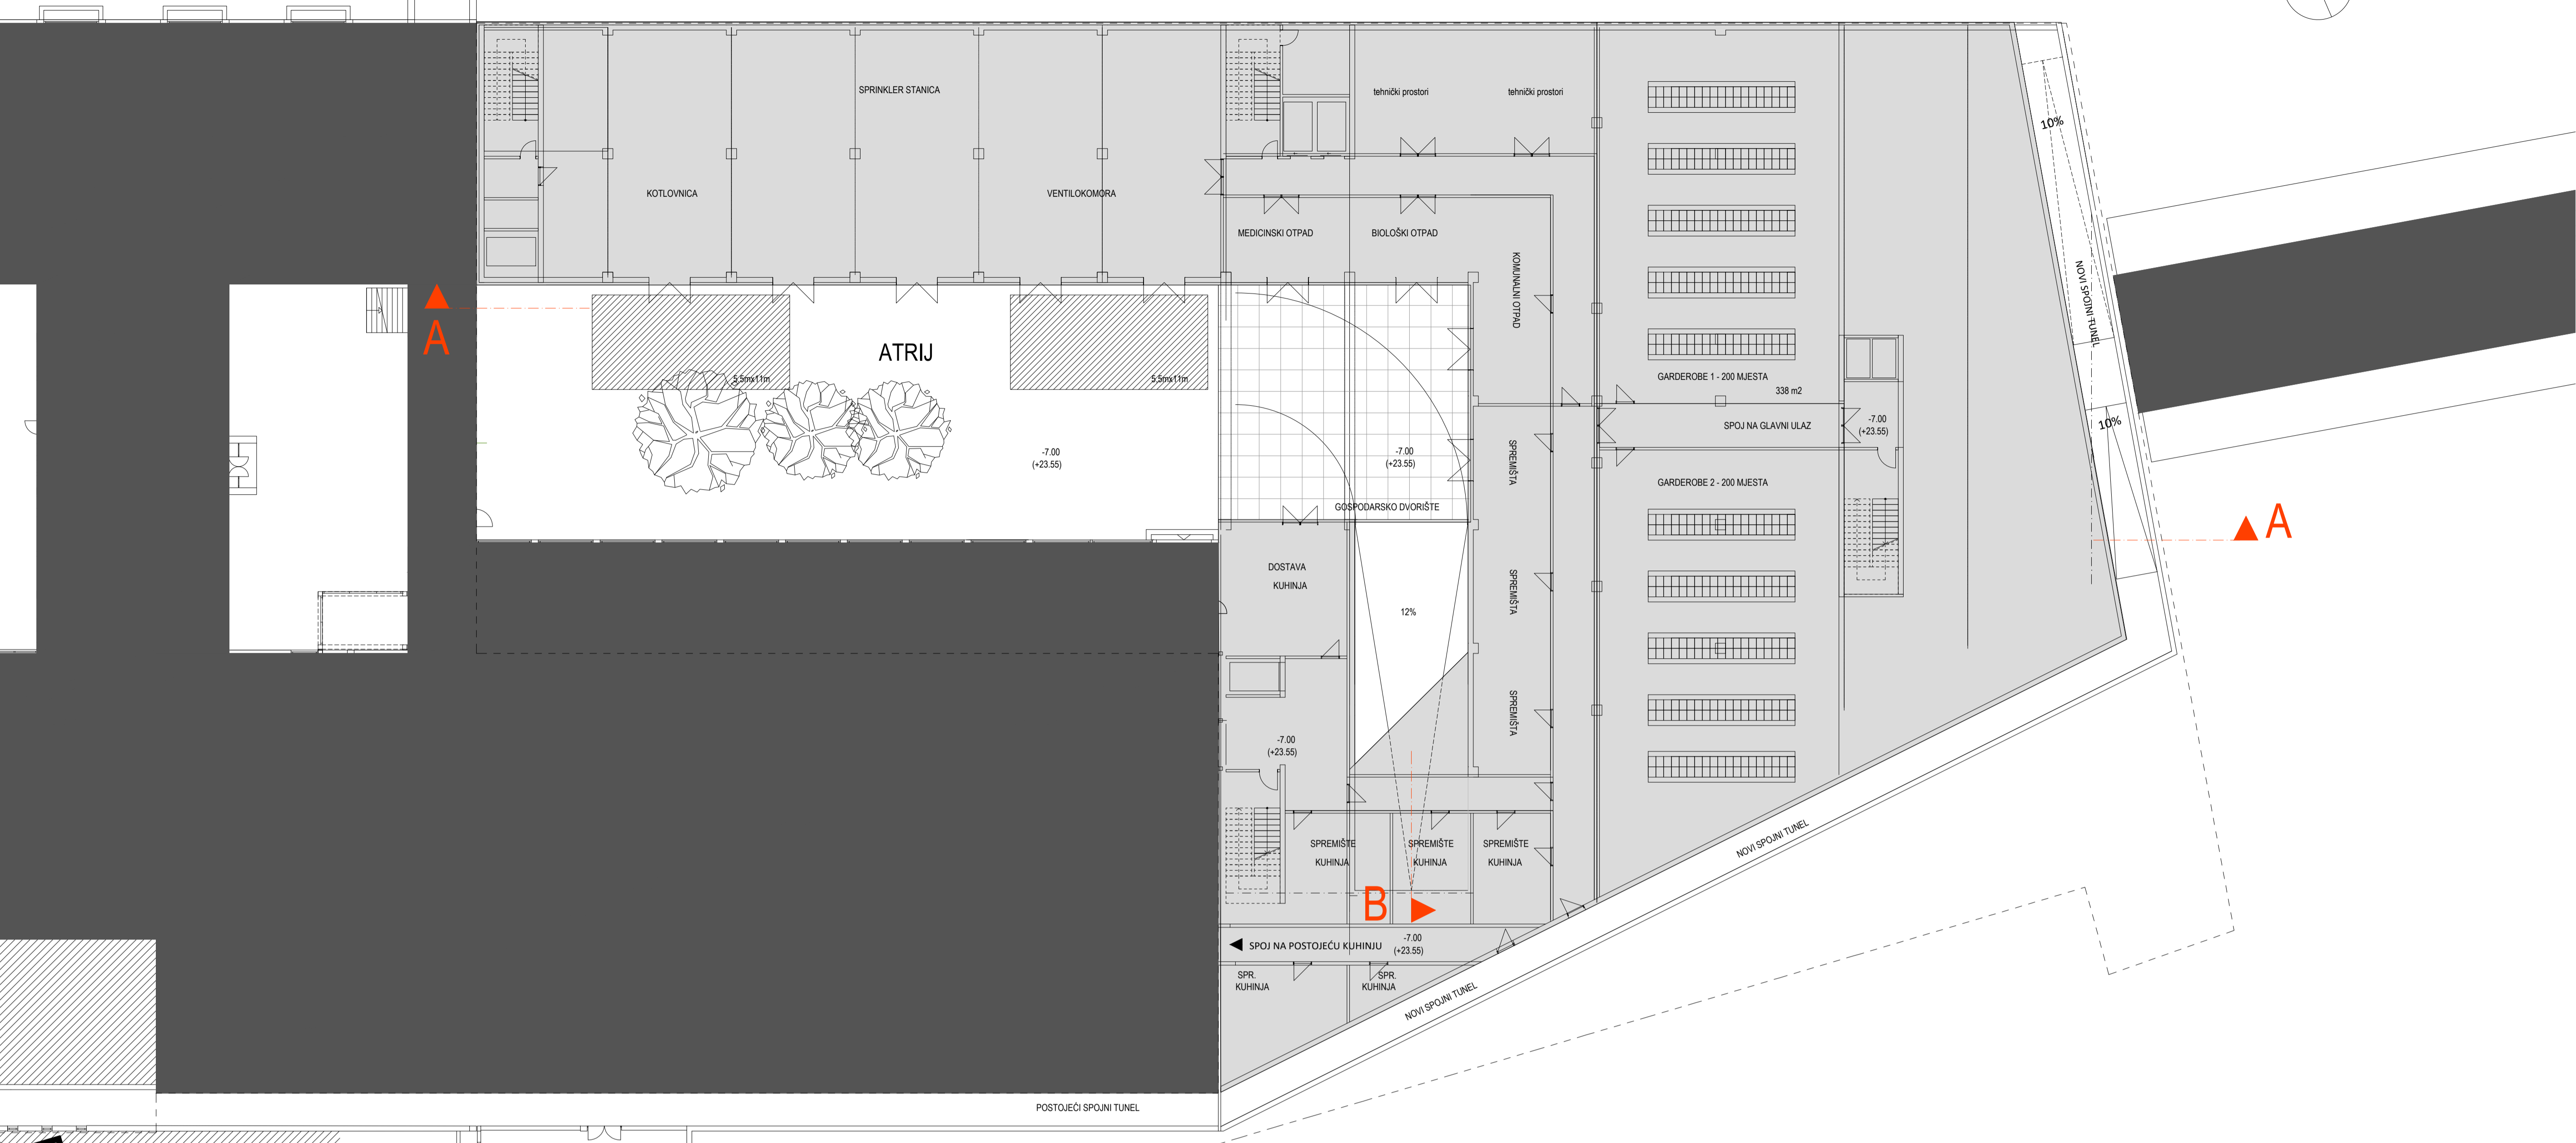 SPRINKLER STANICA
tehnički prostori
tehnički prostori
10%
KOTLOVNICA
VENTILOKOMORA
MEDICINSKI OTPAD
BIOLOŠKI OTPAD
KOMUNALNI OTPAD
NOVI SPOJNI TUNEL
A
ATRIJ
5,5mx11m
5,5mx11m
GARDEROBE 1 - 200 MJESTA
338 m2
SPOJ NA GLAVNI ULAZ
-7.00
(+23.55)
10%
-7.00
(+23.55)
-7.00
(+23.55)
SPREMIŠTA
GARDEROBE 2 - 200 MJESTA
GOSPODARSKO DVORIŠTE
A
DOSTAVA
KUHINJA
SPREMIŠTA
12%
SPREMIŠTA
-7.00
(+23.55)
SPREMIŠTE
KUHINJA
SPREMIŠTE
KUHINJA
SPREMIŠTE
KUHINJA
NOVI SPOJNI TUNEL
B
SPOJ NA POSTOJEĆU KUHINJU
-7.00
(+23.55)
SPR.
KUHINJA
SPR.
KUHINJA
NOVI SPOJNI TUNEL
POSTOJEĆI SPOJNI TUNEL